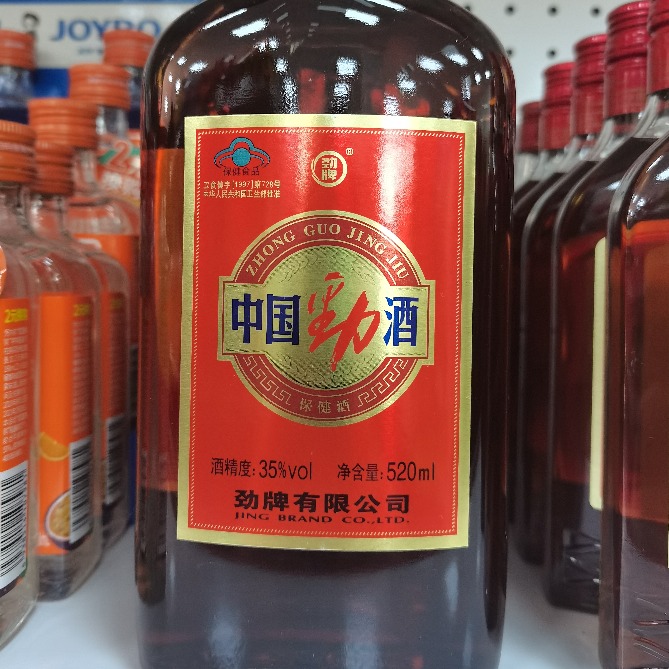 JOYBO
保健食品
劲牌®
卫食健字[1997]第728号
中华人民共和国卫生部批准
ZHONG GUO JING JIU
中国劲酒
保健酒
酒精度:35%vol 净含量:520ml
劲牌有限公司
JING BRAND CO.,LTD.